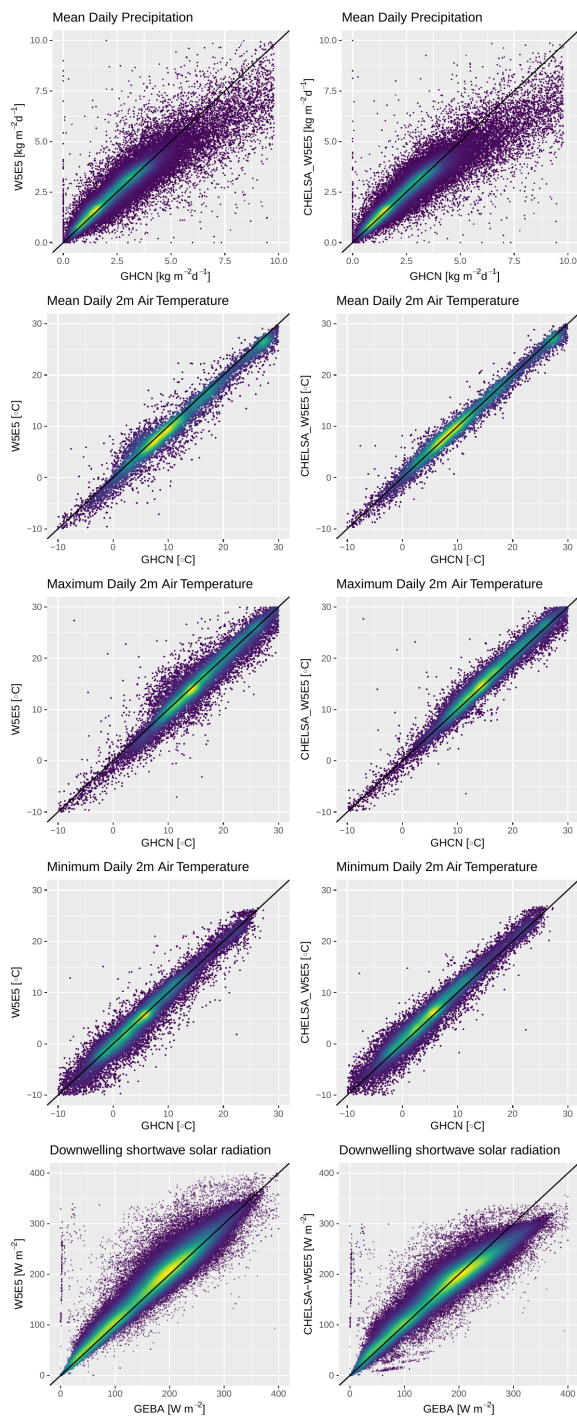 Mean Daily Precipitation
Mean Daily Precipitation
10.0
7.5
5.0
2.5
0.0
W5E5 [kg m⁻²d⁻¹]
0.0 2.5 5.0 7.5 10.0
GHCN [kg m⁻²d⁻¹]
10.0
7.5
5.0
2.5
0.0
CHELSA_W5E5 [kg m⁻²d⁻¹]
0.0 2.5 5.0 7.5 10.0
GHCN [kg m⁻²d⁻¹]
Mean Daily 2m Air Temperature
Mean Daily 2m Air Temperature
30
20
10
0
−10
W5E5 [◦C]
−10 0 10 20 30
GHCN [◦C]
30
20
10
0
−10
CHELSA_W5E5 [◦C]
−10 0 10 20 30
GHCN [◦C]
Maximum Daily 2m Air Temperature
Maximum Daily 2m Air Temperature
30
20
10
0
−10
W5E5 [◦C]
−10 0 10 20 30
GHCN [◦C]
30
20
10
0
−10
CHELSA_W5E5 [◦C]
−10 0 10 20 30
GHCN [◦C]
Minimum Daily 2m Air Temperature
Minimum Daily 2m Air Temperature
30
20
10
0
−10
W5E5 [◦C]
−10 0 10 20 30
GHCN [◦C]
30
20
10
0
−10
CHELSA_W5E5 [◦C]
−10 0 10 20 30
GHCN [◦C]
Downwelling shortwave solar radiation
Downwelling shortwave solar radiation
400
300
200
100
0
W5E5 [W m⁻²]
0 100 200 300 400
GEBA [W m⁻²]
400
300
200
100
0
CHELSA−W5E5 [W m⁻²]
0 100 200 300 400
GEBA [W m⁻²]